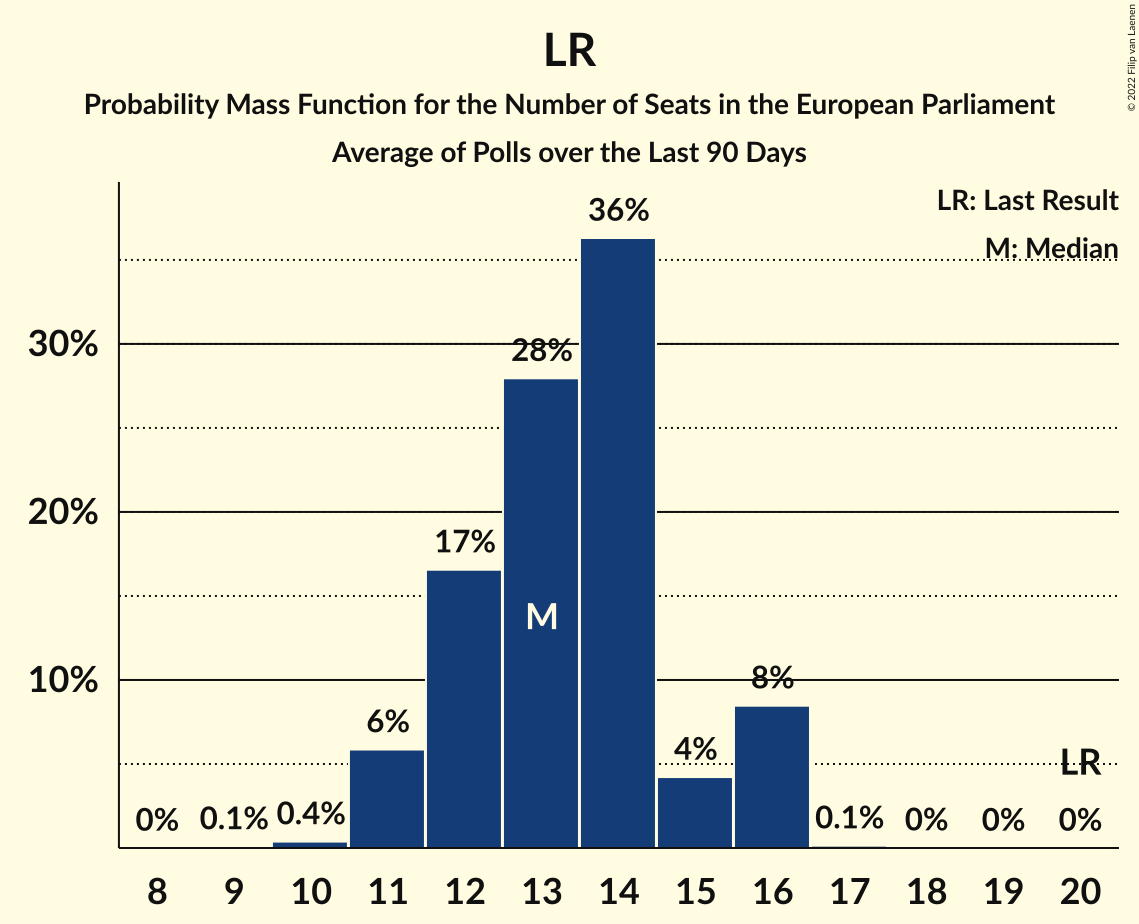 LR
Probability Mass Function for the Number of Seats in the European Parliament
Average of Polls over the Last 90 Days
© 2022 Filip van Laenen
LR: Last Result
M: Median
36%
30%
28%
20%
17%
M
10%
8%
6%
4%
LR
0% 0.1% 0.4% 0.1% 0% 0% 0%
8 9 10 11 12 13 14 15 16 17 18 19 20